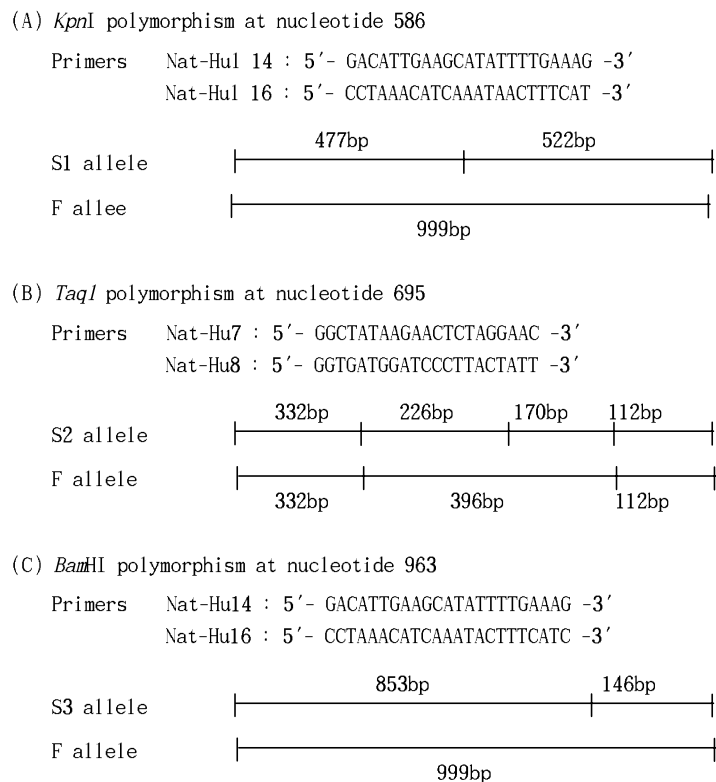 (A) KpnI polymorphism at nucleotide 586
Primers Nat-Hul 14 : 5′- GACATTGAAGCATATTTTGAAAG -3′
Nat-Hul 16 : 5′- CCTAAACATCAAATAACTTTCAT -3′
477bp 522bp
S1 allele
F allee
999bp
(B) TaqI polymorphism at nucleotide 695
Primers Nat-Hu7 : 5′- GGCTATAAGAACTCTAGGAAC -3′
Nat-Hu8 : 5′- GGTGATGGATCCCTTACTATT -3′
332bp 226bp 170bp 112bp
S2 allele
F allele
332bp 396bp 112bp
(C) BamHI polymorphism at nucleotide 963
Primers Nat-Hu14 : 5′- GACATTGAAGCATATTTTGAAAG -3′
Nat-Hu16 : 5′- CCTAAACATCAAATACTTTCATC -3′
853bp 146bp
S3 allele
F allele
999bp